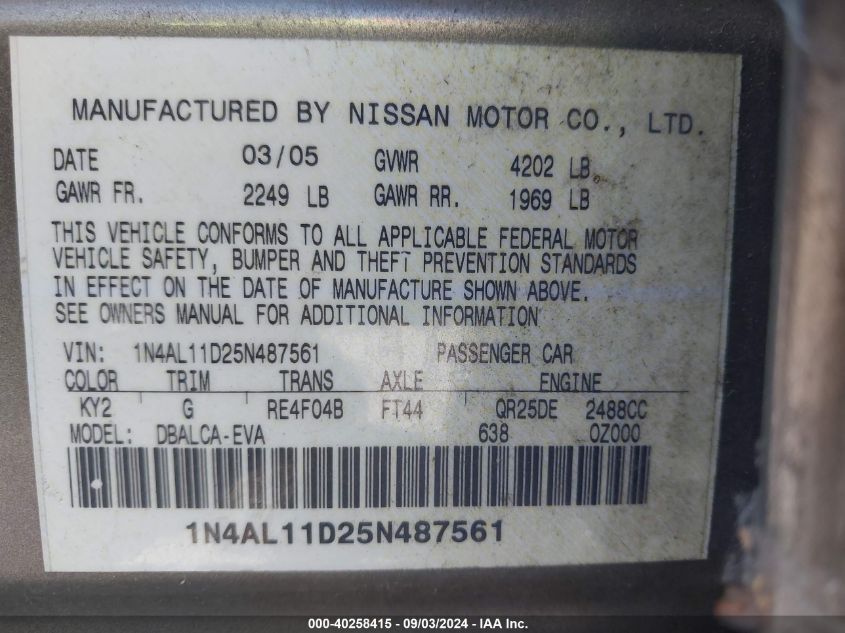 MANUFACTURED BY NISSAN MOTOR CO., LTD.
DATE 03/05 GVWR 4202 LB
GAWR FR. 2249 LB GAWR RR. 1969 LB
THIS VEHICLE CONFORMS TO ALL APPLICABLE FEDERAL MOTOR
VEHICLE SAFETY, BUMPER AND THEFT PREVENTION STANDARDS
IN EFFECT ON THE DATE OF MANUFACTURE SHOWN ABOVE.
SEE OWNERS MANUAL FOR ADDITIONAL INFORMATION
VIN: 1N4AL11D25N487561 PASSENGER CAR
COLOR TRIM TRANS AXLE ENGINE
KY2 G RE4F04B FT44 QR25DE 2488CC
MODEL: DBALCA-EVA 638 0Z000
1N4AL11D25N487561
000-40258415 - 09/03/2024 - IAA Inc.